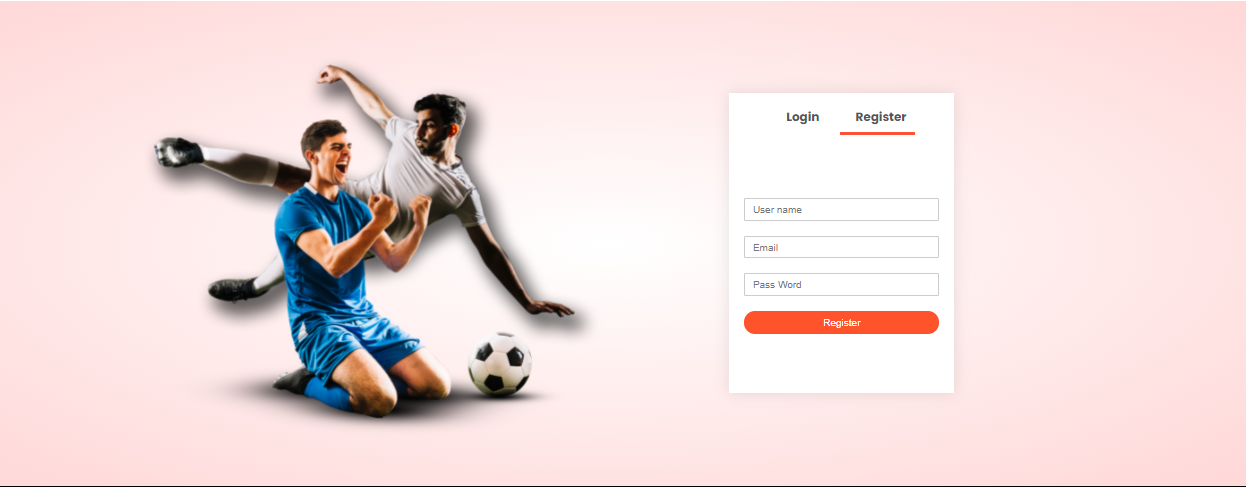 Login Register
User name
Email
Pass Word
Register